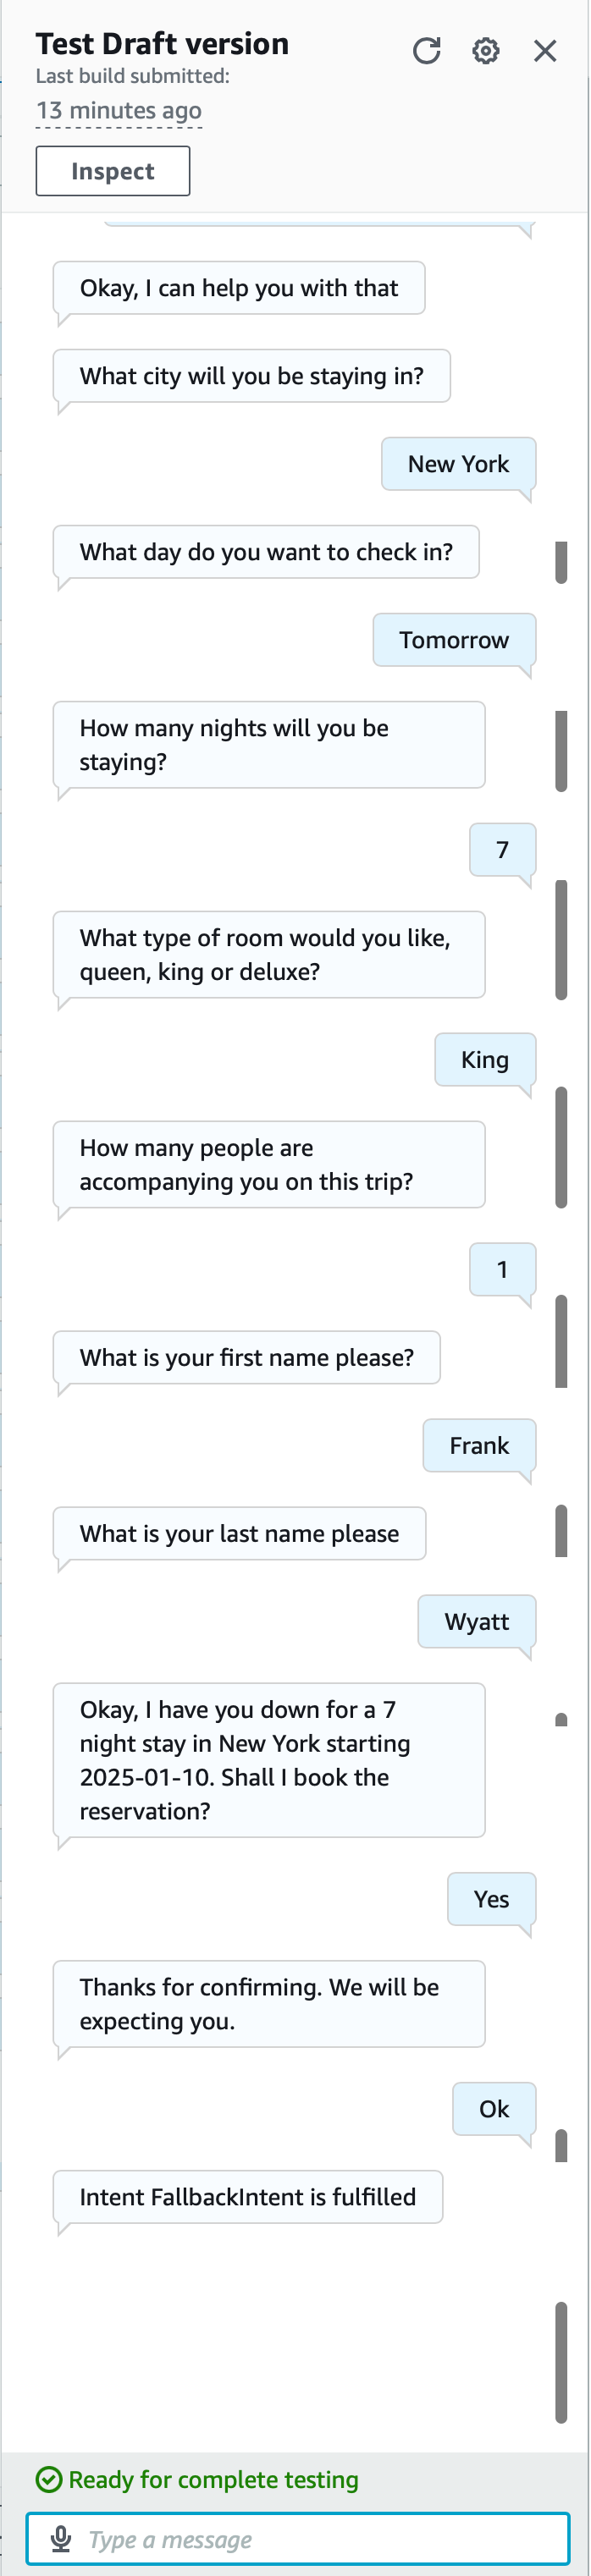 Test Draft version
Last build submitted:
13 minutes ago
Inspect
Okay, I can help you with that
What city will you be staying in?
New York
What day do you want to check in?
Tomorrow
How many nights will you be
staying?
7
What type of room would you like,
queen, king or deluxe?
King
How many people are
accompanying you on this trip?
1
What is your first name please?
Frank
What is your last name please
Wyatt
Okay, I have you down for a 7
night stay in New York starting
2025-01-10. Shall I book the
reservation?
Yes
Thanks for confirming. We will be
expecting you.
Ok
Intent FallbackIntent is fulfilled
Ready for complete testing
Type a message